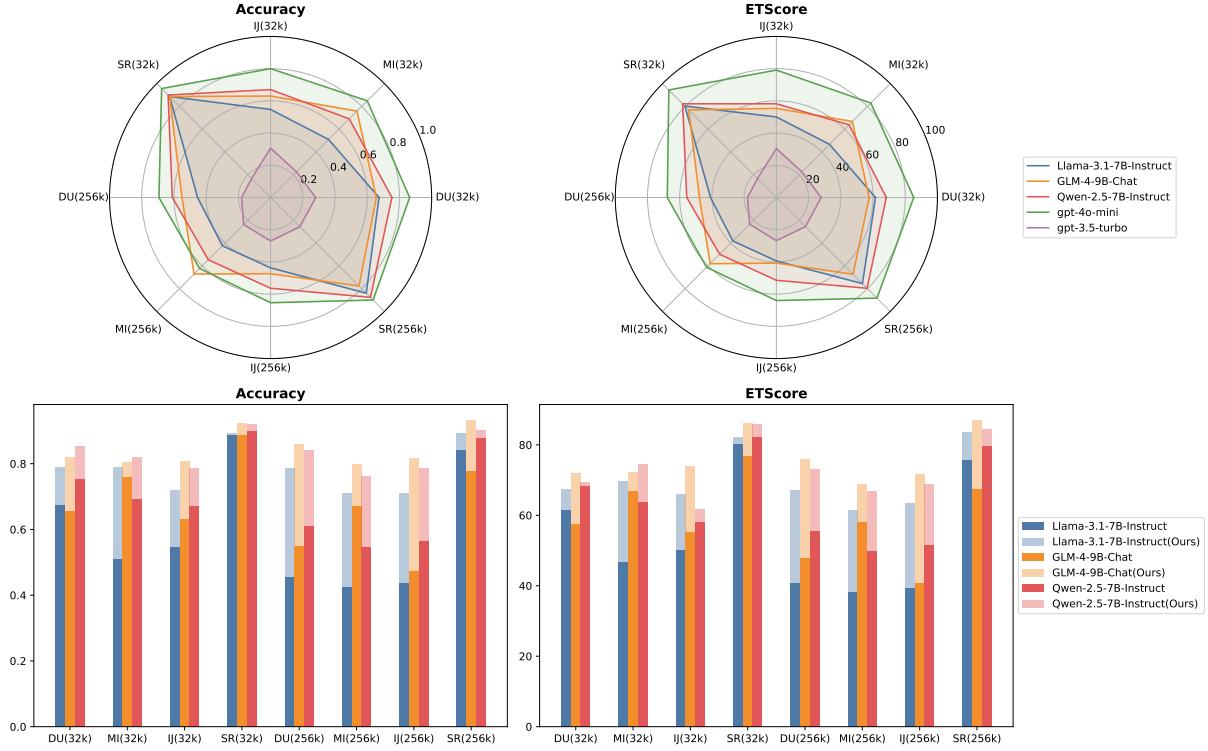 Accuracy
IJ(32k)
SR(32k)
MI(32k)
1.0
0.8
0.6
0.4
0.2
DU(256k)
DU(32k)
MI(256k)
SR(256k)
IJ(256k)
ETScore
IJ(32k)
SR(32k)
MI(32k)
100
80
60
40
20
DU(256k)
DU(32k)
MI(256k)
SR(256k)
IJ(256k)
Llama-3.1-7B-Instruct
GLM-4-9B-Chat
Qwen-2.5-7B-Instruct
gpt-4o-mini
gpt-3.5-turbo
Accuracy
0.8
0.6
0.4
0.2
0.0
DU(32k) MI(32k) IJ(32k) SR(32k) DU(256k) MI(256k) IJ(256k) SR(256k)
ETScore
80
60
40
20
0
DU(32k) MI(32k) IJ(32k) SR(32k) DU(256k) MI(256k) IJ(256k) SR(256k)
Llama-3.1-7B-Instruct
Llama-3.1-7B-Instruct(Ours)
GLM-4-9B-Chat
GLM-4-9B-Chat(Ours)
Qwen-2.5-7B-Instruct
Qwen-2.5-7B-Instruct(Ours)